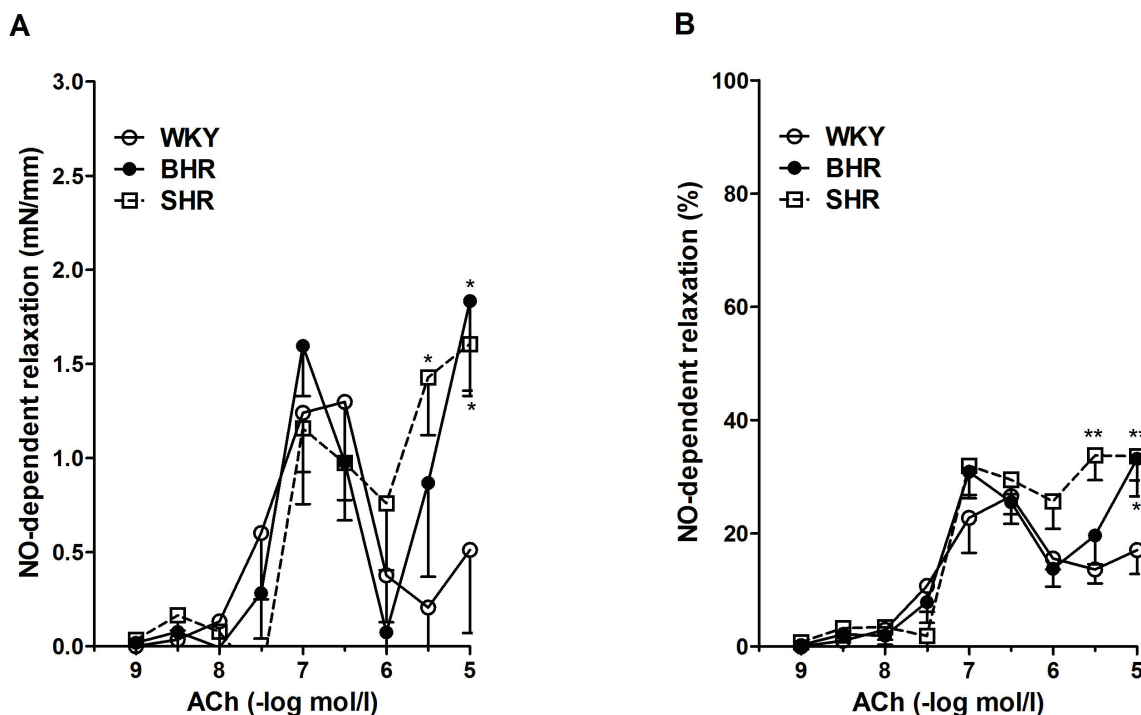 A
NO-dependent relaxation (mN/mm)
3.0
2.5
2.0
1.5
1.0
0.5
0.0
WKY
BHR
SHR
*
*
*
9 8 7 6 5
ACh (-log mol/l)
B
NO-dependent relaxation (%)
100
80
60
40
20
0
WKY
BHR
SHR
** **
*
9 8 7 6 5
ACh (-log mol/l)